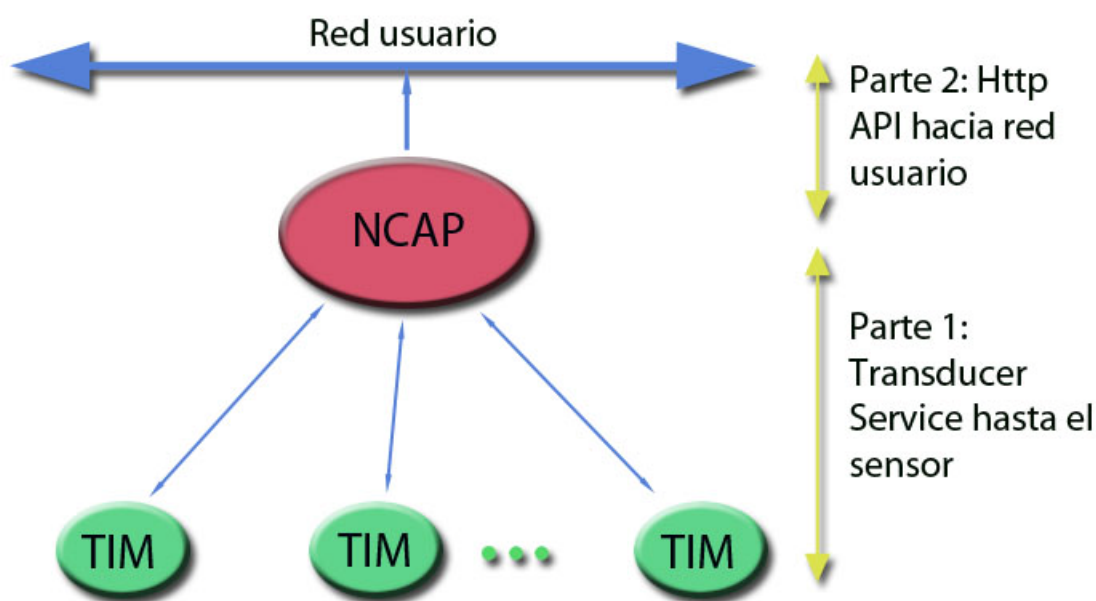 Red usuario
Parte 2: Http
API hacia red
usuario
NCAP
Parte 1:
Transducer
Service hasta el
sensor
TIM
TIM
TIM